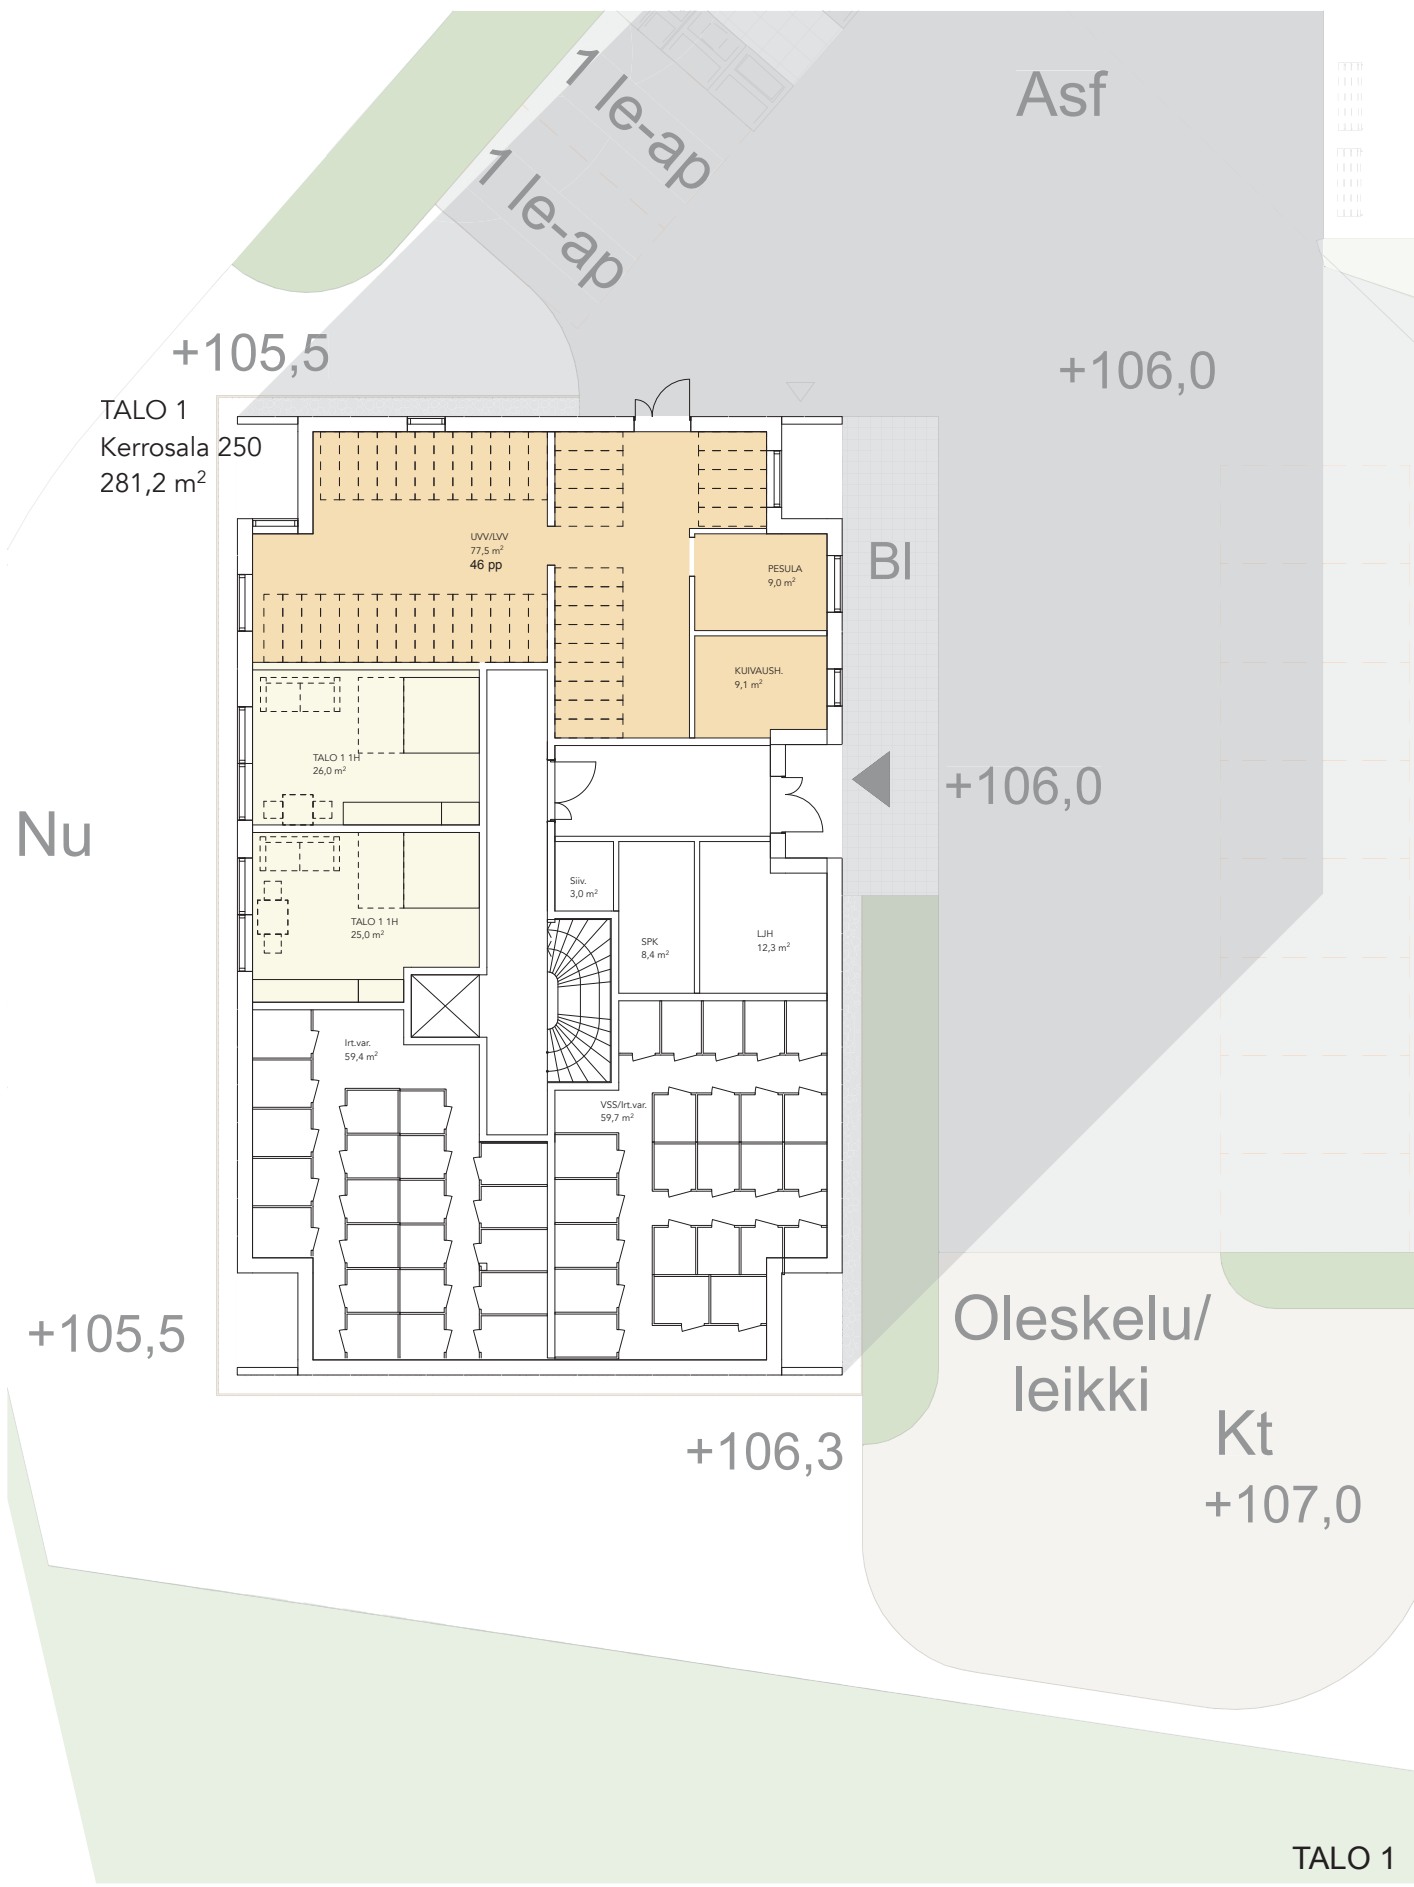 1 le-ap
Asf
1 le-ap
+105,5
+106,0
TALO 1
Kerrosala 250
281,2 m²
UVV/LVV
77,5 m²
46 pp
PESULA
9,0 m²
Bl
KUIVAUSH.
9,1 m²
TALO 1 1H
26,0 m²
+106,0
Nu
Siiv.
3,0 m²
TALO 1 1H
25,0 m²
SPK
8,4 m²
LJH
12,3 m²
Irt.var.
59,4 m²
VSS/Irt.var.
59,7 m²
+105,5
Oleskelu/
leikki
Kt
+106,3
+107,0
TALO 1